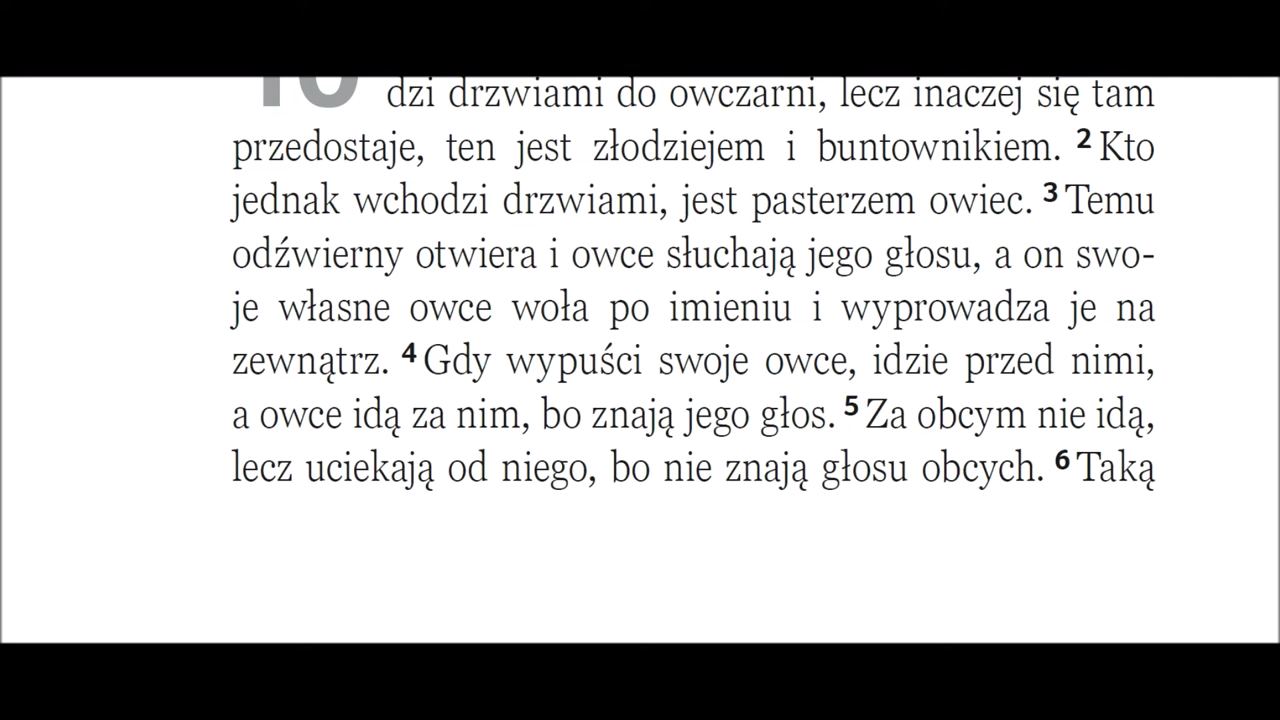 10 dzi drzwiami do owczarni, lecz inaczej się tam
przedostaje, ten jest złodziejem i buntownikiem. 2 Kto
jednak wchodzi drzwiami, jest pasterzem owiec. 3 Temu
odźwierny otwiera i owce słuchają jego głosu, a on swo-
je własne owce woła po imieniu i wyprowadza je na
zewnątrz. 4 Gdy wypuści swoje owce, idzie przed nimi,
a owce idą za nim, bo znają jego głos. 5 Za obcym nie idą,
lecz uciekają od niego, bo nie znają głosu obcych. 6 Taką